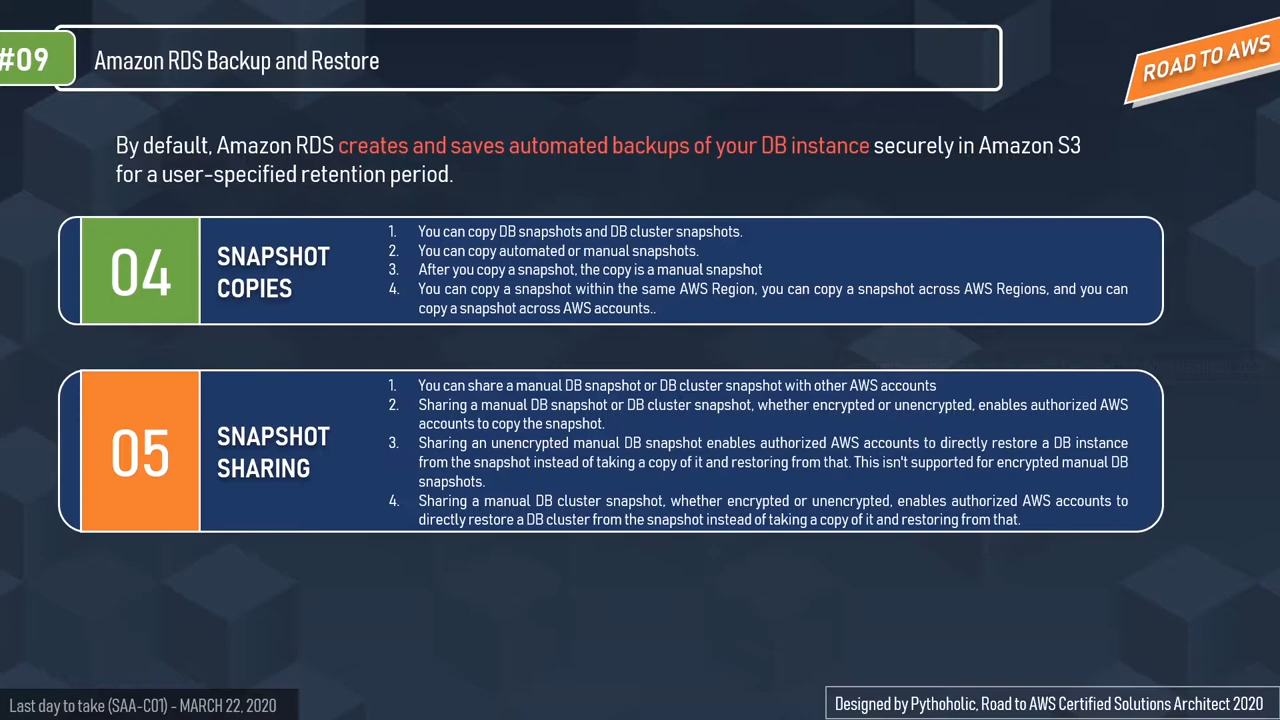 #09
Amazon RDS Backup and Restore
ROAD TO AWS
By default, Amazon RDS creates and saves automated backups of your DB instance securely in Amazon S3
for a user-specified retention period.
04
SNAPSHOT
COPIES
1. You can copy DB snapshots and DB cluster snapshots.
2. You can copy automated or manual snapshots.
3. After you copy a snapshot, the copy is a manual snapshot
4. You can copy a snapshot within the same AWS Region, you can copy a snapshot across AWS Regions, and you can
copy a snapshot across AWS accounts..
05
SNAPSHOT
SHARING
1. You can share a manual DB snapshot or DB cluster snapshot with other AWS accounts
2. Sharing a manual DB snapshot or DB cluster snapshot, whether encrypted or unencrypted, enables authorized AWS
accounts to copy the snapshot.
3. Sharing an unencrypted manual DB snapshot enables authorized AWS accounts to directly restore a DB instance
from the snapshot instead of taking a copy of it and restoring from that. This isn't supported for encrypted manual DB
snapshots.
4. Sharing a manual DB cluster snapshot, whether encrypted or unencrypted, enables authorized AWS accounts to
directly restore a DB cluster from the snapshot instead of taking a copy of it and restoring from that.
Last day to take (SAA-C01) - MARCH 22, 2020
Designed by Pythoholic, Road to AWS Certified Solutions Architect 2020